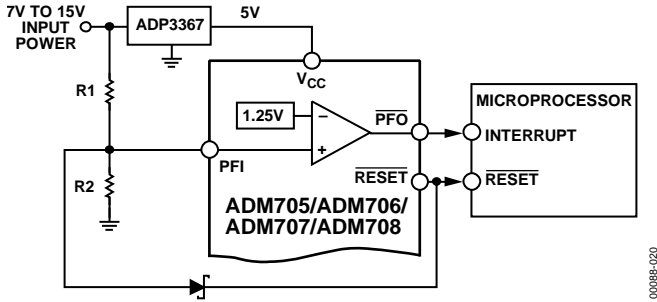 7V TO 15V
INPUT
POWER
ADP3367
5V
VCC
R1
1.25V
−
+
PFO
PFI
R2
RESET
ADM705/ADM706/
ADM707/ADM708
MICROPROCESSOR
INTERRUPT
RESET
00088-020